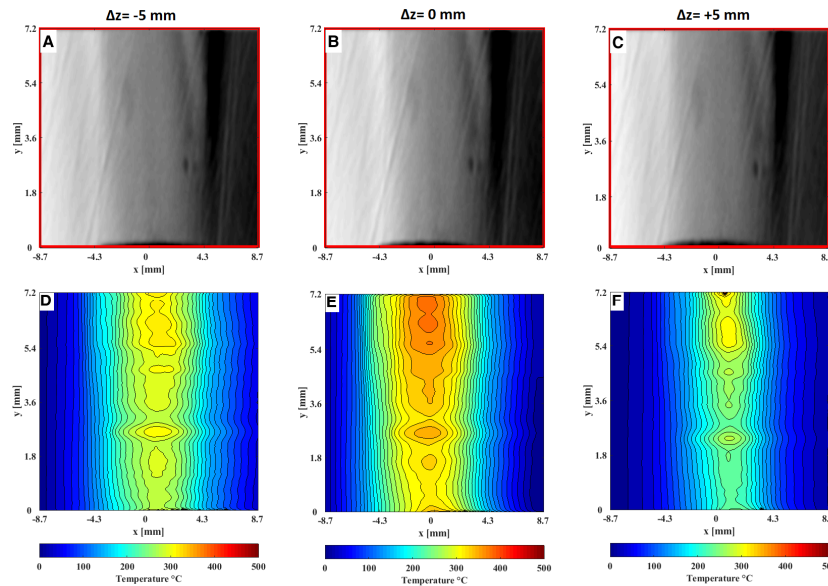 Δz= -5 mm
Δz= 0 mm
Δz= +5 mm
A
B
C
7.2
5.4
3.6
1.8
0
y [mm]
-8.7 -4.3 0 4.3 8.7
x [mm]
7.2
5.4
3.6
1.8
0
y [mm]
-8.7 -4.3 0 4.3 8.7
x [mm]
7.2
5.4
3.6
1.8
0
y [mm]
-8.7 -4.3 0 4.3 8.7
x [mm]
D
E
F
7.2
5.4
3.6
1.8
0
y [mm]
-8.7 -4.3 0 4.3 8.7
x [mm]
0 100 200 300 400 500
Temperature °C
7.2
5.4
3.6
1.8
0
y [mm]
-8.7 -4.3 0 4.3 8.7
x [mm]
0 100 200 300 400 500
Temperature °C
7.2
5.4
3.6
1.8
0
y [mm]
-8.7 -4.3 0 4.3 8.7
x [mm]
0 100 200 300 400 500
Temperature °C